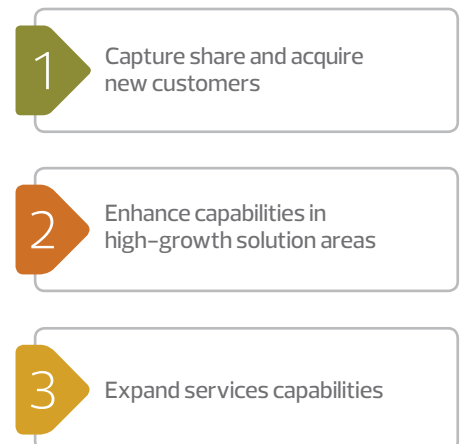 1
Capture share and acquire
new customers
2
Enhance capabilities in
high-growth solution areas
3
Expand services capabilities